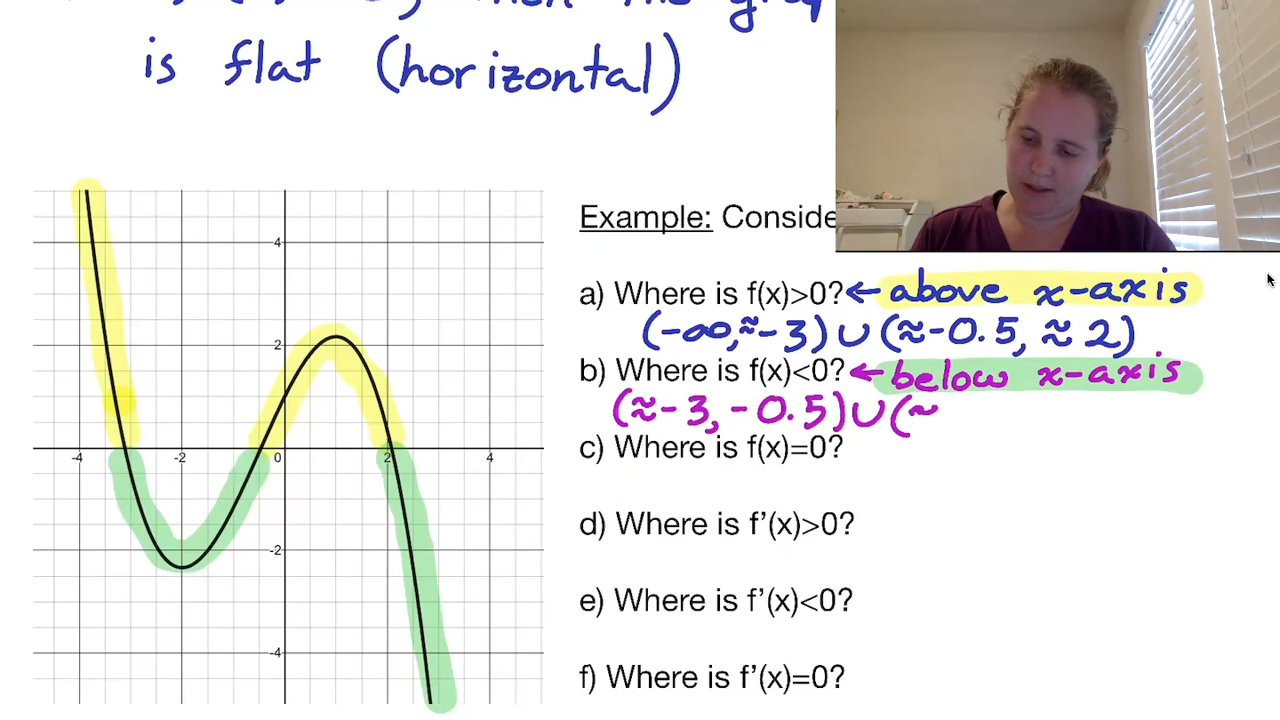 is flat (horizontal)
Example: Conside
a) Where is f(x)>0? ← above x-axis
(-∞,≈-3)∪(≈-0.5, ≈2)
b) Where is f(x)<0? ← below x-axis
(≈-3, -0.5)∪(≈
c) Where is f(x)=0?
d) Where is f'(x)>0?
e) Where is f'(x)<0?
f) Where is f'(x)=0?
4
2
-4 -2 0 2 4
-2
-4